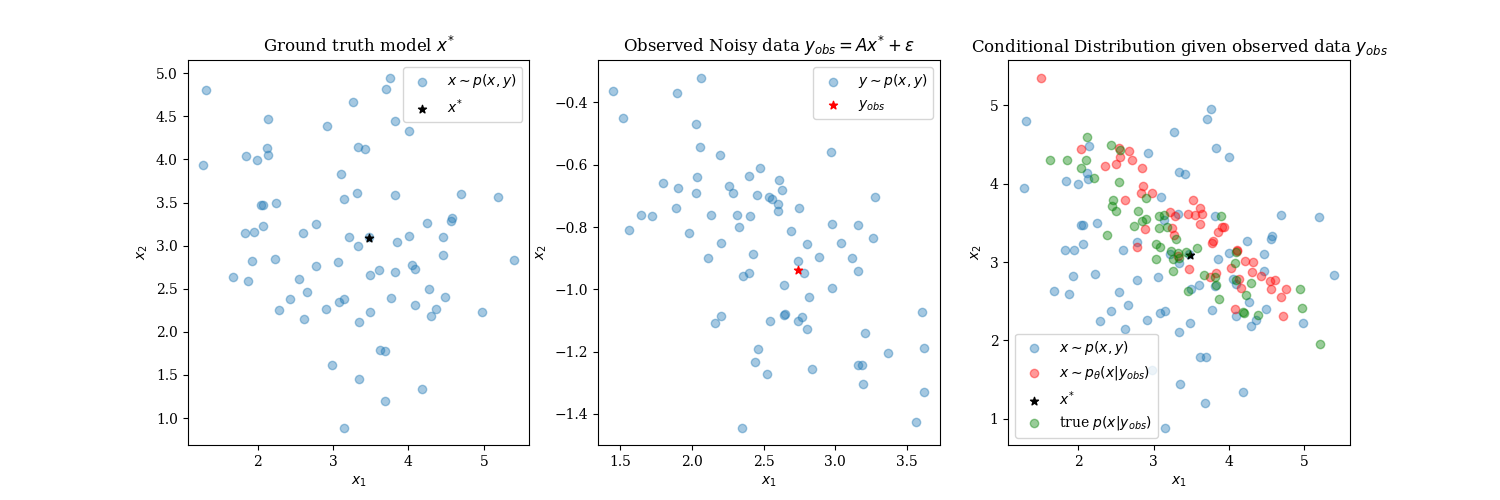 Ground truth model x*
x ~ p(x, y)
x*
5.0
4.5
4.0
3.5
3.0
2.5
2.0
1.5
1.0
x₂
2 3 4 5
x₁
Observed Noisy data y_obs = Ax* + ε
y ~ p(x, y)
y_obs
−0.4
−0.6
−0.8
−1.0
−1.2
−1.4
x₂
1.5 2.0 2.5 3.0 3.5
x₁
Conditional Distribution given observed data y_obs
5
4
3
2
1
x₂
x ~ p(x, y)
x ~ p_θ(x|y_obs)
x*
true p(x|y_obs)
2 3 4 5
x₁